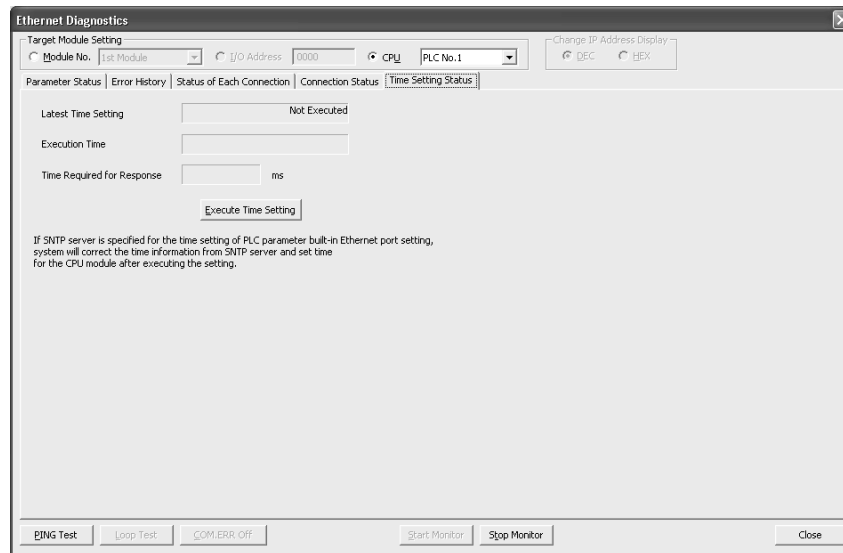 Ethernet Diagnostics
Target Module Setting
Module No. 1st Module I/O Address 0000 CPU PLC No.1
Change IP Address Display
DEC HEX
Parameter Status Error History Status of Each Connection Connection Status Time Setting Status
Latest Time Setting Not Executed
Execution Time
Time Required for Response ms
Execute Time Setting
If SNTP server is specified for the time setting of PLC parameter built-in Ethernet port setting,
system will correct the time information from SNTP server and set time
for the CPU module after executing the setting.
PING Test Loop Test COM.ERR Off Start Monitor Stop Monitor Close